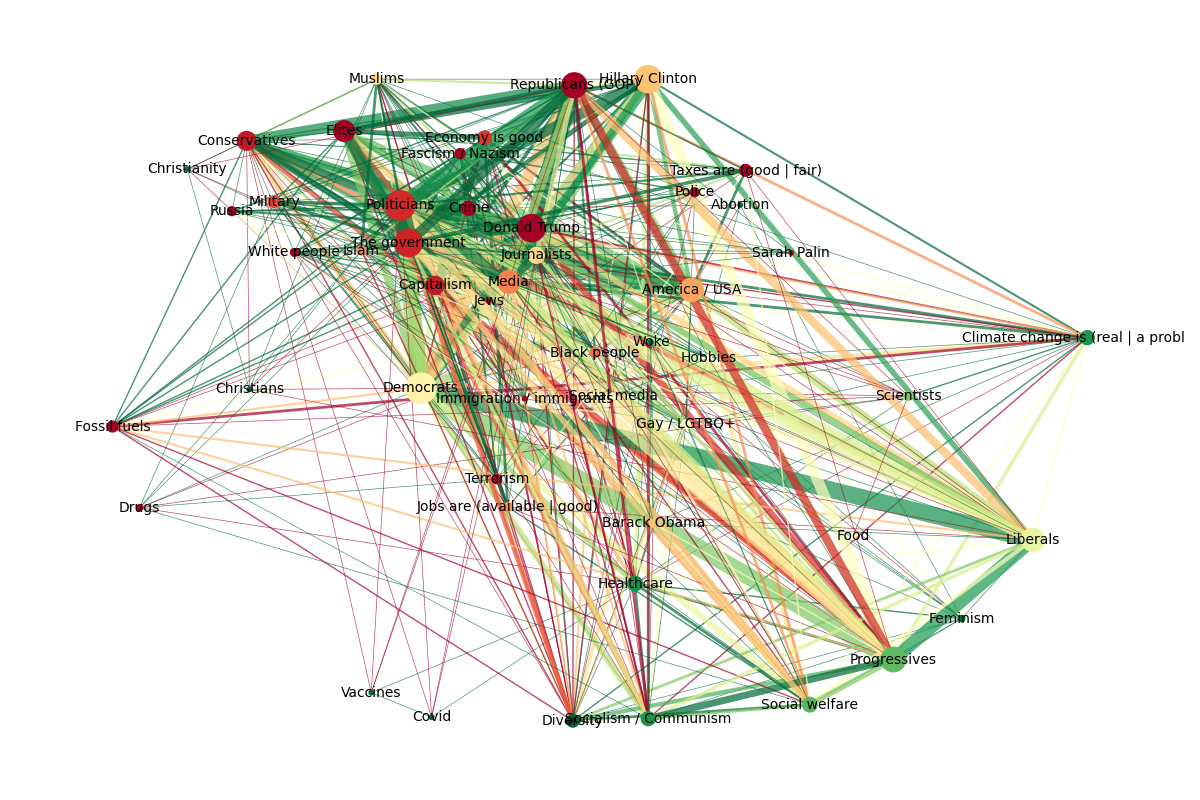 Muslims
Republicans (GOP)
Hillary Clinton
Conservatives
Elites
Economy is good
Fascism / Nazism
Christianity
Taxes are (good | fair)
Police
Russia
Military
Politicians
Crime
Abortion
Donald Trump
White people
Islam
The government
Journalists
Sarah Palin
Capitalism
Media
America / USA
Jews
Climate change is (real | a probl
Black people
Woke
Hobbies
Christians
Democrats
Immigration / immigrants
Social media
Scientists
Fossil fuels
Gay / LGTBQ+
Terrorism
Drugs
Jobs are (available | good)
Barack Obama
Food
Liberals
Healthcare
Feminism
Progressives
Vaccines
Social welfare
Covid
Diversity
Socialism / Communism